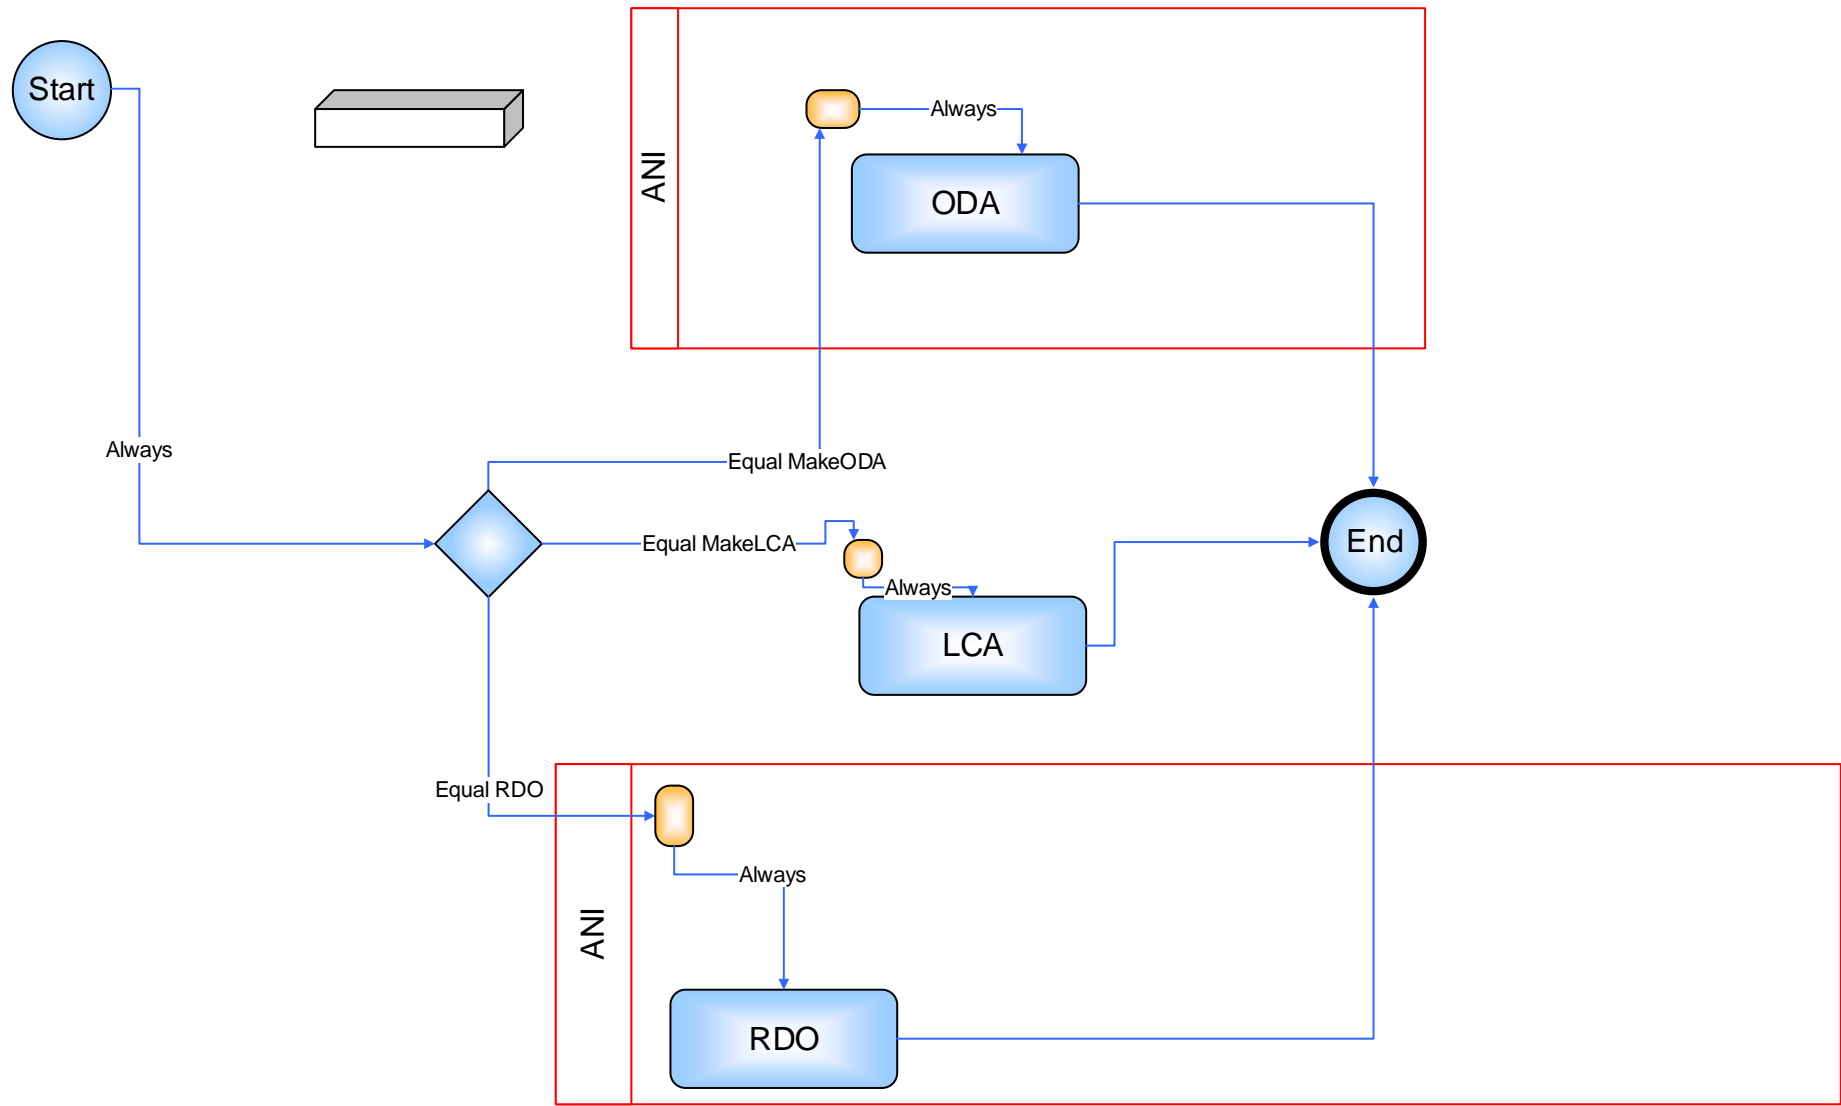 Start
Always
ANI
Always
ODA
Equal MakeODA
Equal MakeLCA
Always
LCA
End
Equal RDO
ANI
Always
RDO